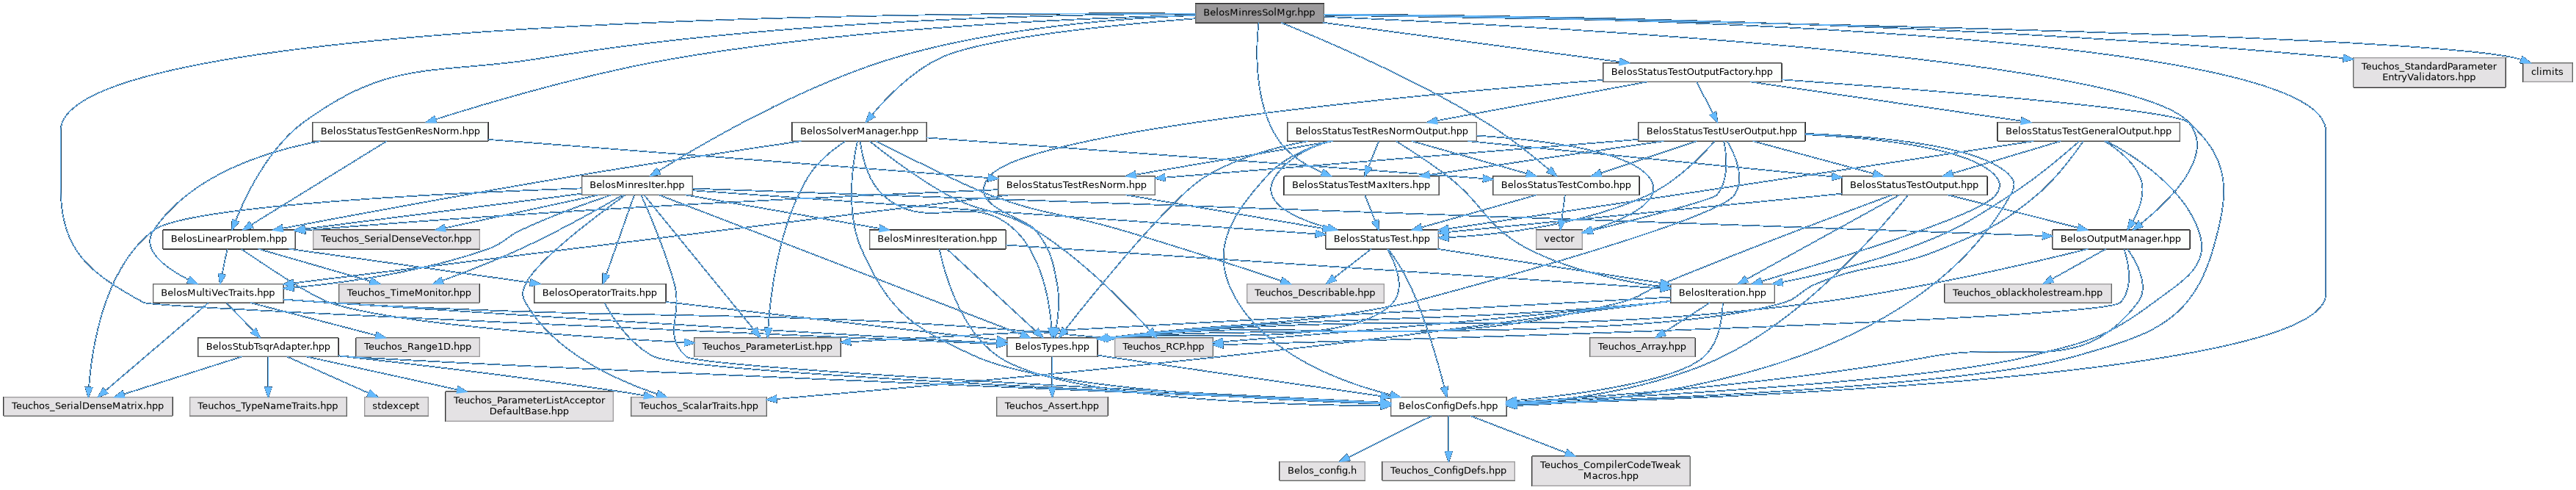 BelosMinresSolMgr.hpp
BelosStatusTestOutputFactory.hpp
Teuchos_StandardParameter
EntryValidators.hpp
climits
BelosStatusTestGenResNorm.hpp
BelosSolverManager.hpp
BelosStatusTestResNormOutput.hpp
BelosStatusTestUserOutput.hpp
BelosStatusTestGeneralOutput.hpp
BelosMinresIter.hpp
BelosStatusTestResNorm.hpp
BelosStatusTestMaxIters.hpp
BelosStatusTestCombo.hpp
BelosStatusTestOutput.hpp
BelosLinearProblem.hpp
Teuchos_SerialDenseVector.hpp
BelosMinresIteration.hpp
BelosStatusTest.hpp
vector
BelosOutputManager.hpp
BelosMultiVecTraits.hpp
Teuchos_TimeMonitor.hpp
BelosOperatorTraits.hpp
Teuchos_Describable.hpp
BelosIteration.hpp
Teuchos_oblackholestream.hpp
BelosStubTsqrAdapter.hpp
Teuchos_Range1D.hpp
Teuchos_ParameterList.hpp
BelosTypes.hpp
Teuchos_RCP.hpp
Teuchos_Array.hpp
Teuchos_SerialDenseMatrix.hpp
Teuchos_TypeNameTraits.hpp
stdexcept
Teuchos_ParameterListAcceptor
DefaultBase.hpp
Teuchos_ScalarTraits.hpp
Teuchos_Assert.hpp
BelosConfigDefs.hpp
Belos_config.h
Teuchos_ConfigDefs.hpp
Teuchos_CompilerCodeTweak
Macros.hpp